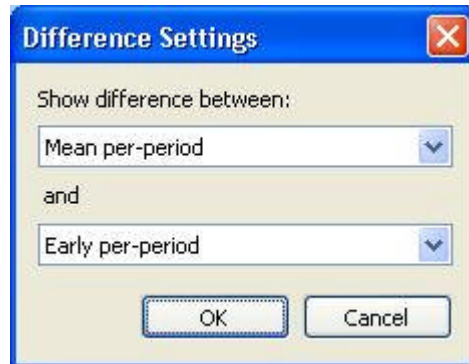 Difference Settings
Show difference between:
Mean per-period
and
Early per-period
OK Cancel